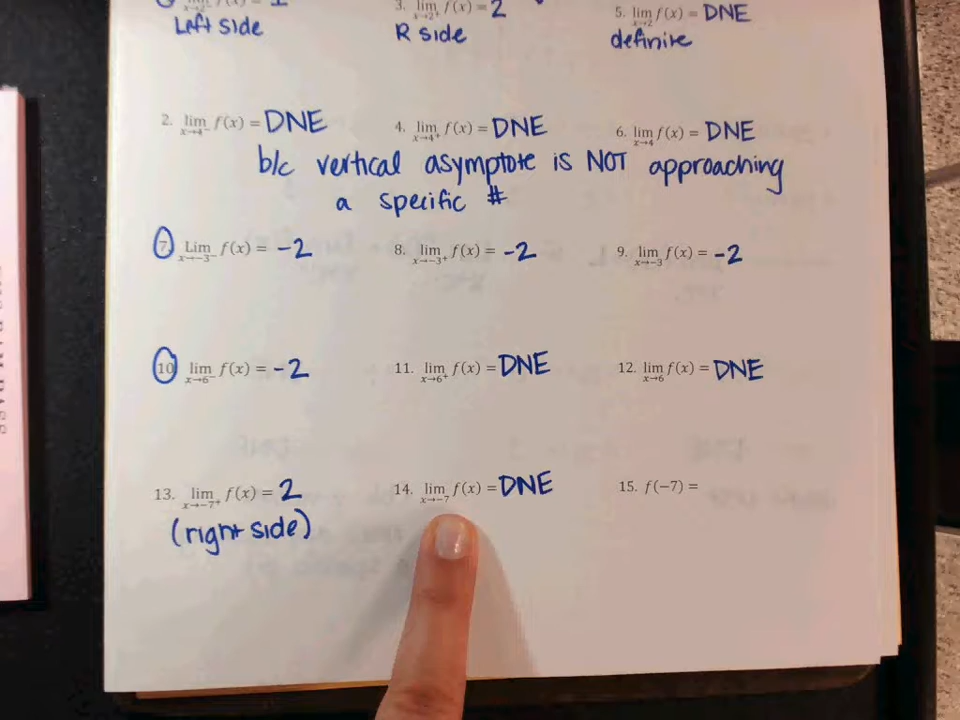 3. lim x→2+ f(x) = 2
5. lim x→2 f(x) = DNE
Left side
R side
definite
2. lim x→4− f(x) = DNE
4. lim x→4+ f(x) = DNE
6. lim x→4 f(x) = DNE
b/c vertical asymptote is NOT approaching
a specific #
7. Lim x→−3− f(x) = -2
8. lim x→−3+ f(x) = -2
9. lim x→−3 f(x) = -2
10. lim x→6− f(x) = -2
11. lim x→6+ f(x) = DNE
12. lim x→6 f(x) = DNE
13. lim x→−7+ f(x) = 2
14. lim x→−7 f(x) = DNE
15. f(−7) =
(right side)